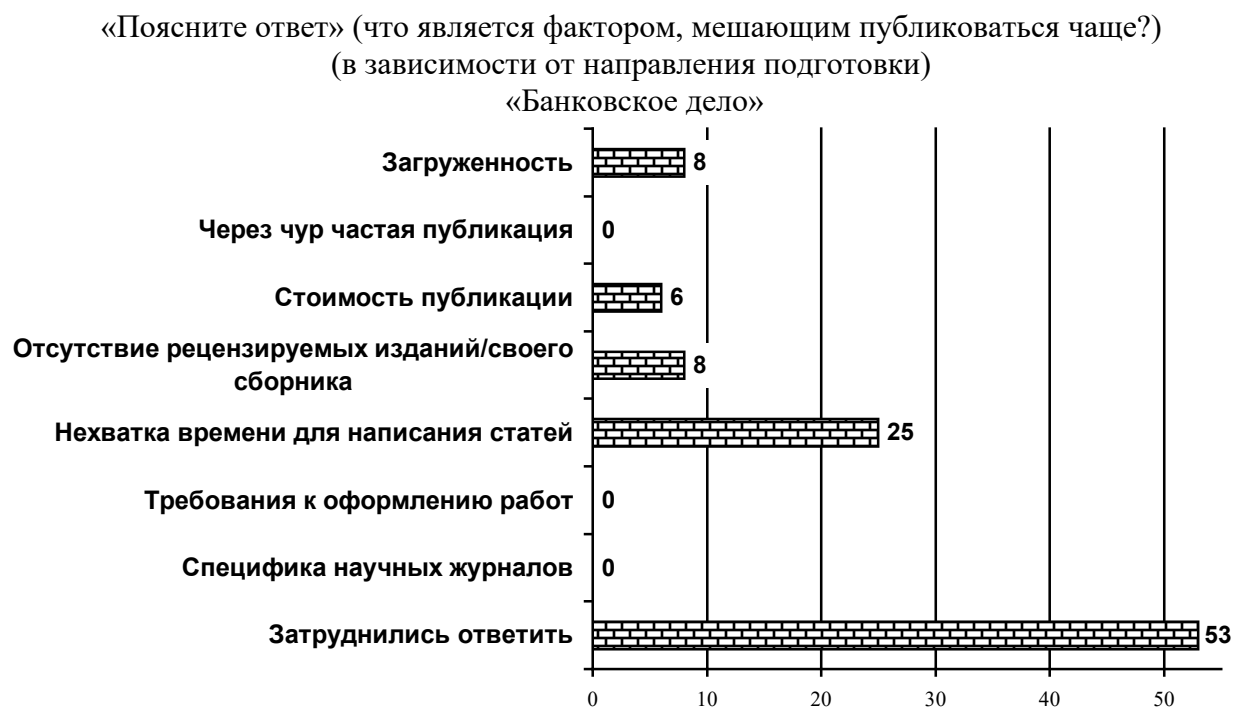 «Поясните ответ» (что является фактором, мешающим публиковаться чаще?)
(в зависимости от направления подготовки)
«Банковское дело»
Загруженность
8
Через чур частая публикация
0
Стоимость публикации
6
Отсутствие рецензируемых изданий/своего
сборника
8
Нехватка времени для написания статей
25
Требования к оформлению работ
0
Специфика научных журналов
0
Затруднились ответить
53
0 10 20 30 40 50